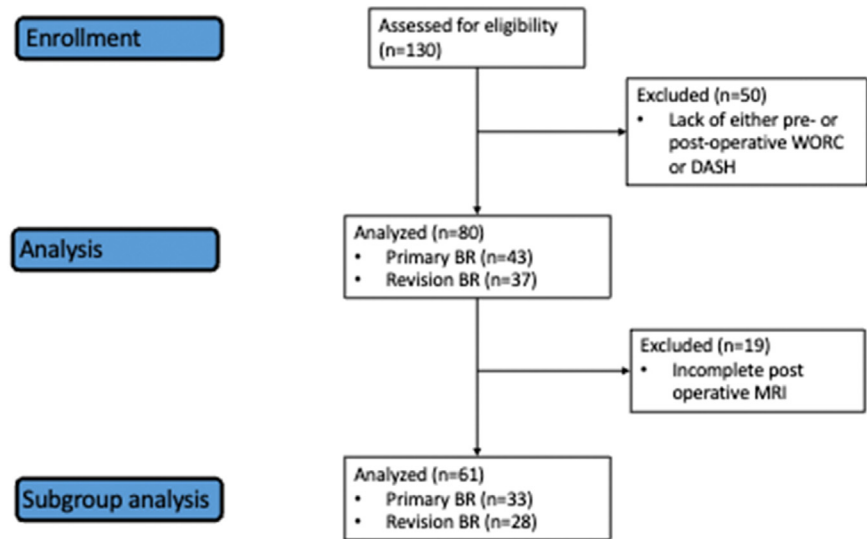 Enrollment
Assessed for eligibility
(n=130)
Excluded (n=50)
• Lack of either pre- or
post-operative WORC
or DASH
Analysis
Analyzed (n=80)
• Primary BR (n=43)
• Revision BR (n=37)
Excluded (n=19)
• Incomplete post
operative MRI
Subgroup analysis
Analyzed (n=61)
• Primary BR (n=33)
• Revision BR (n=28)